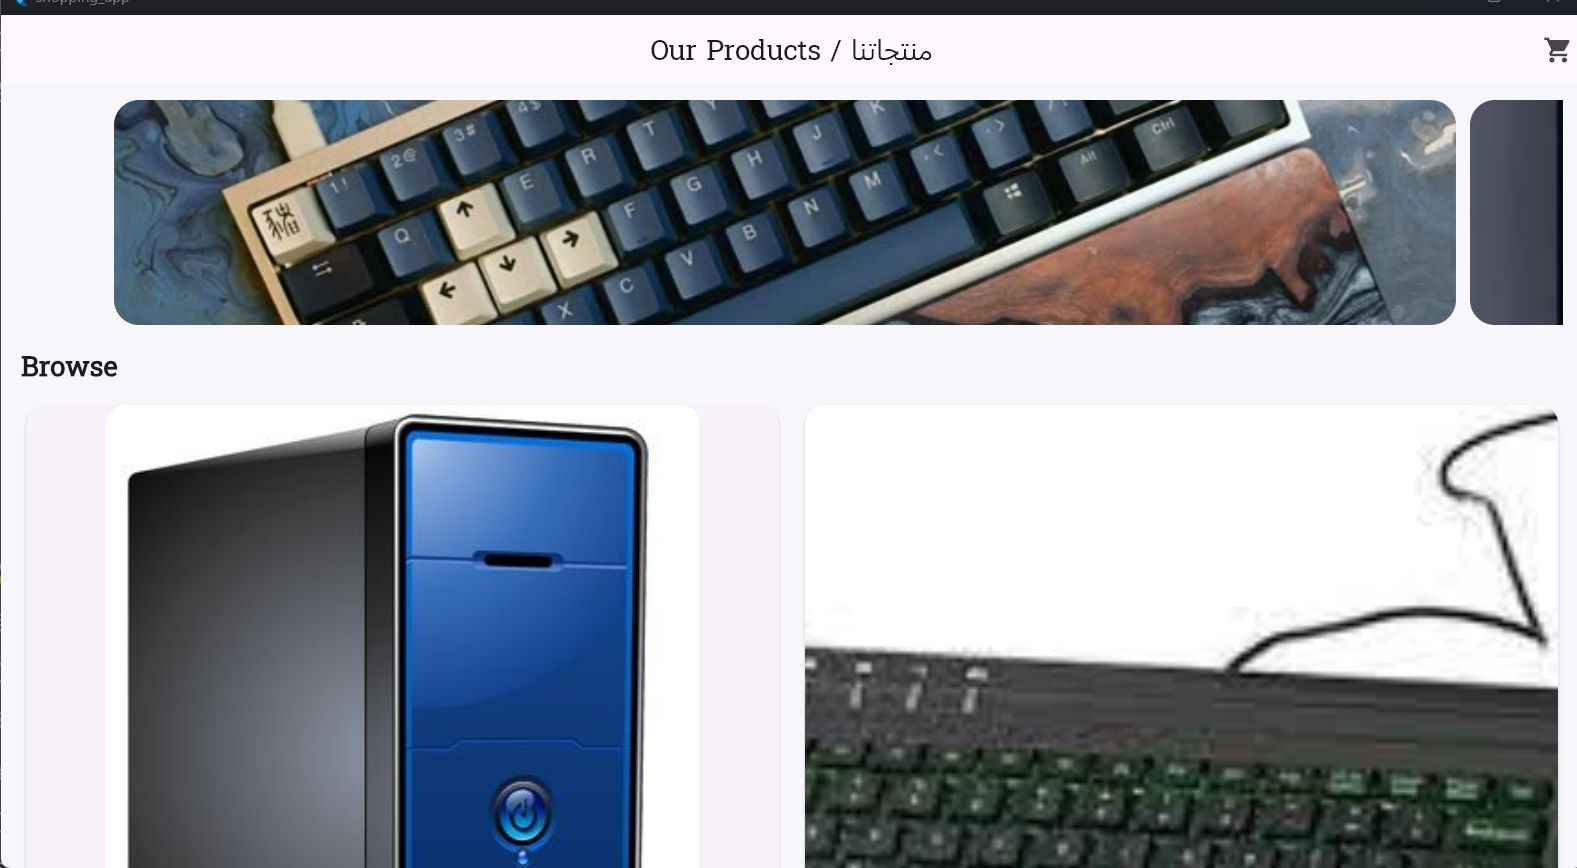 shopping_app
Our Products / منتجاتنا
4$
3#
2@
1!
Y
T
R
E
Q
K
J
H
G
F
Ctrl
Alt
M
N
B
V
C
X
Browse